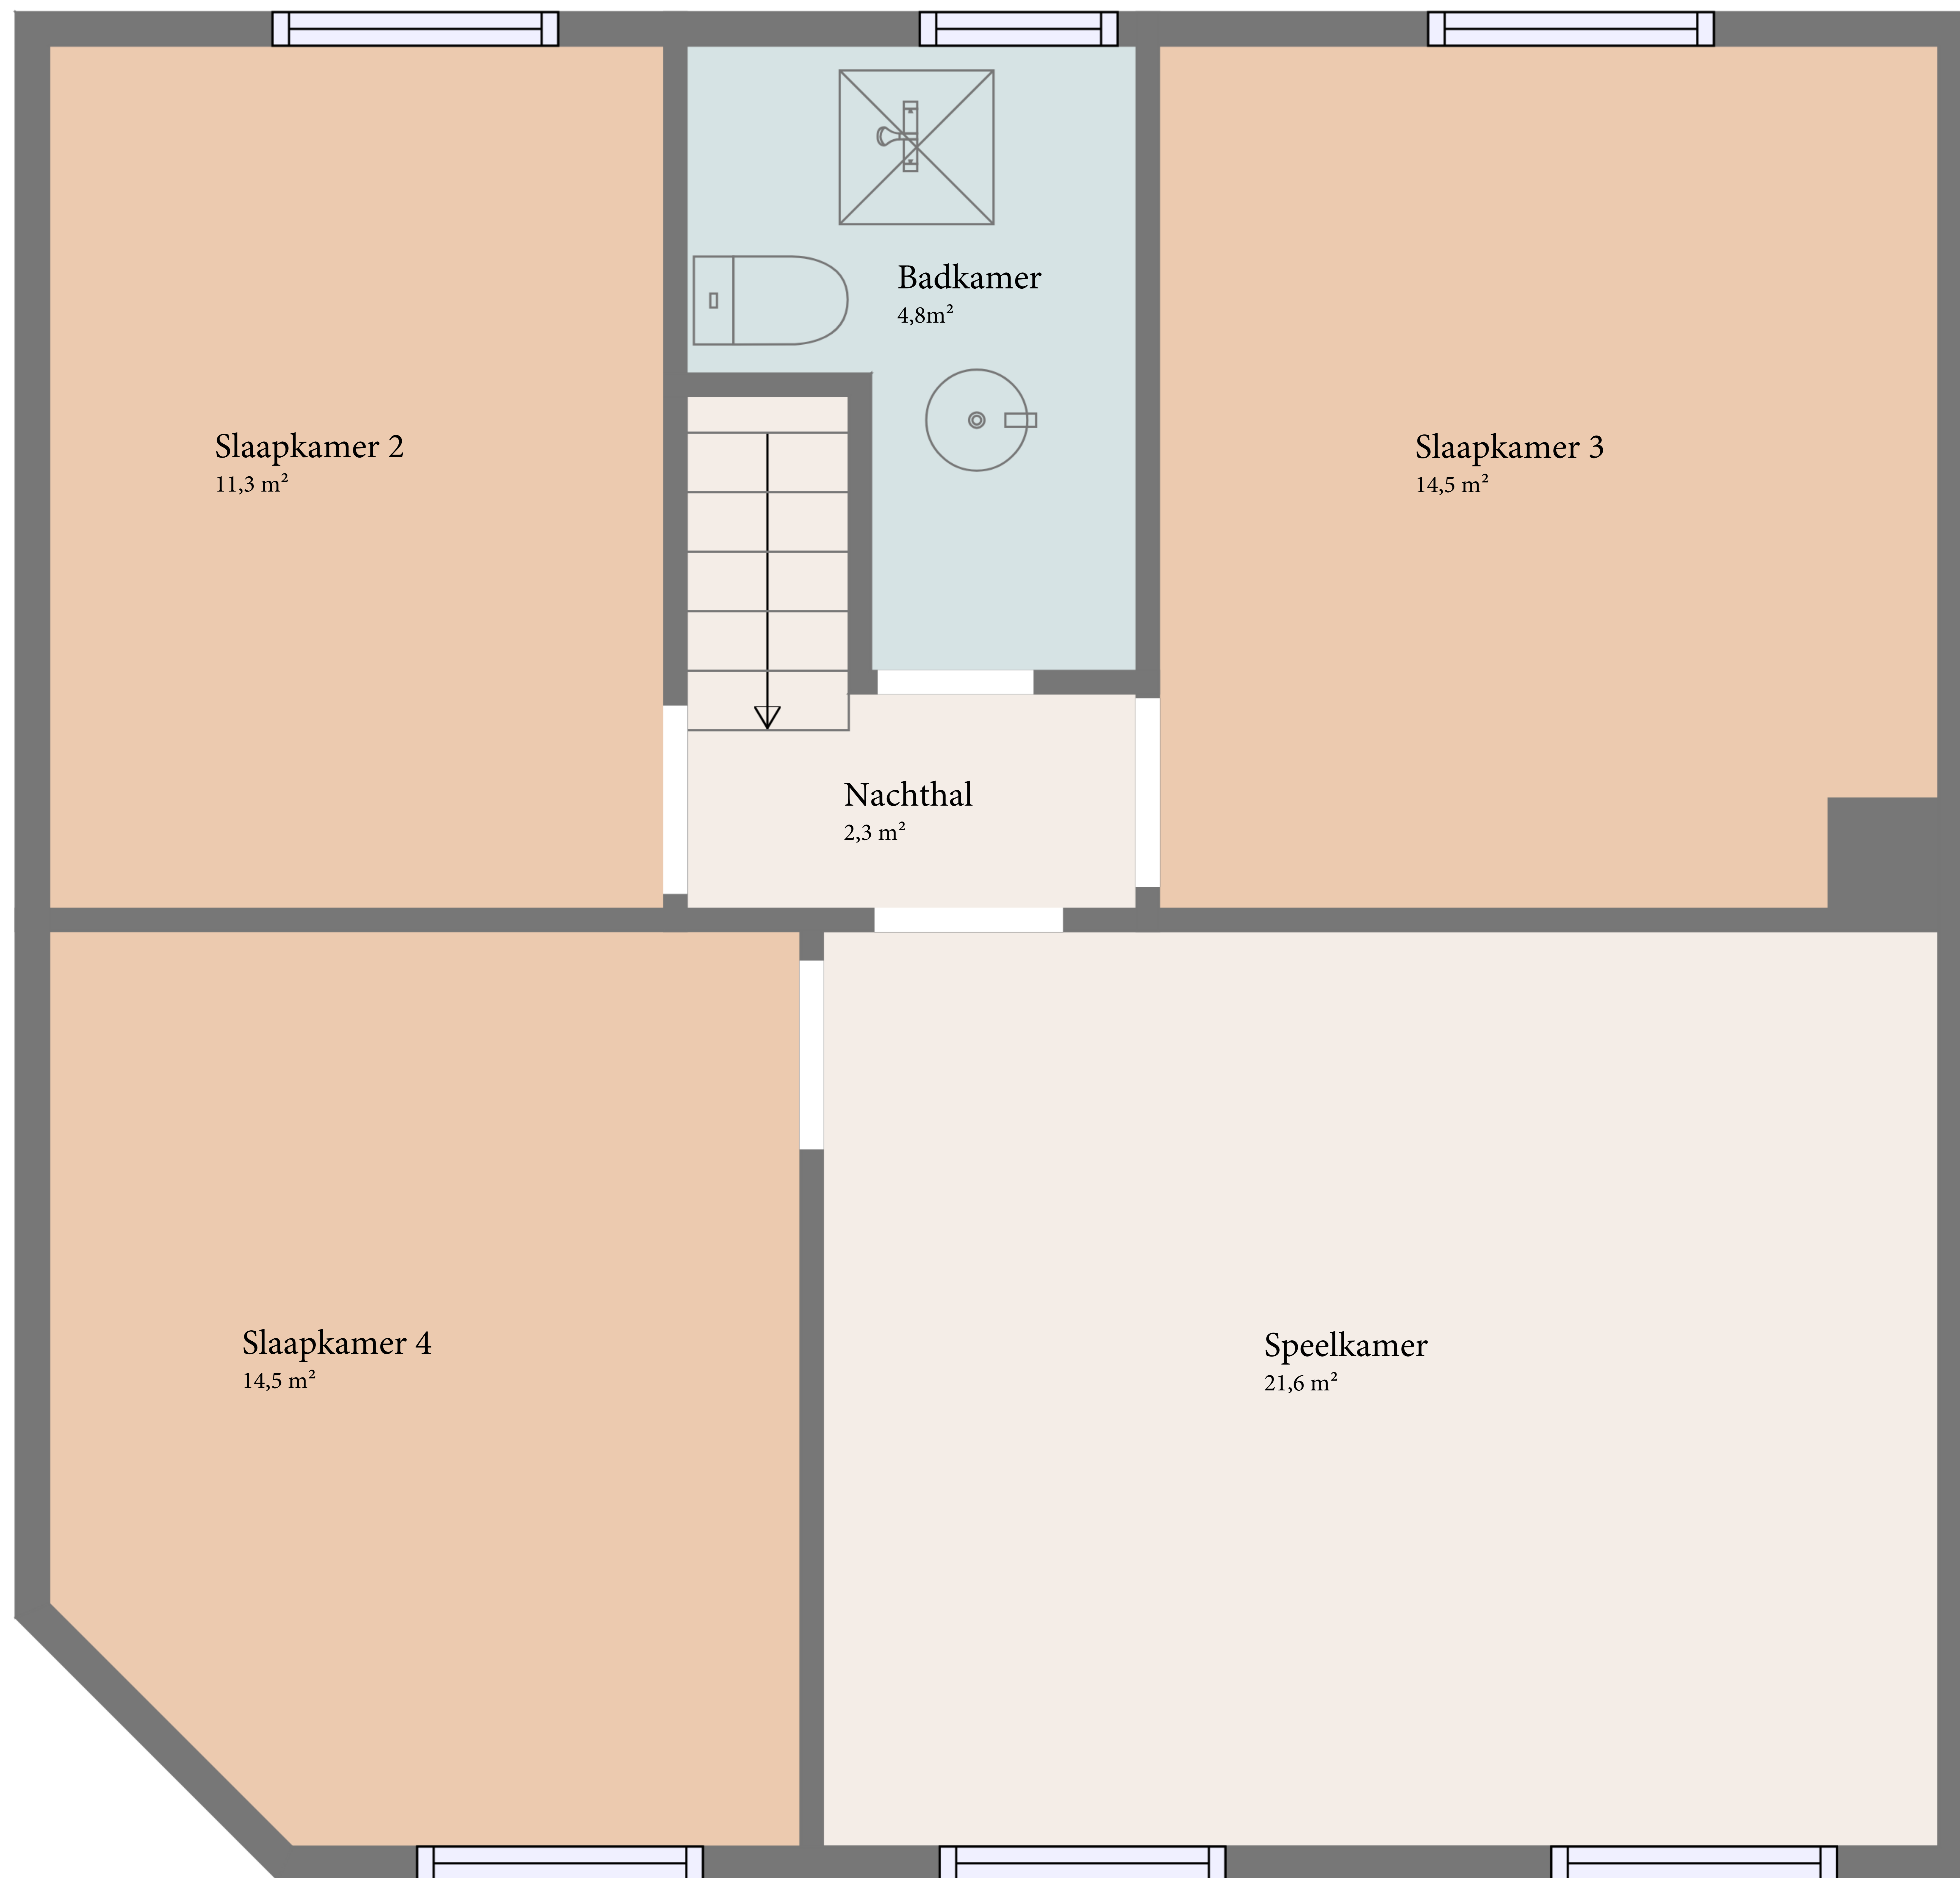 Badkamer
4,8m²
Slaapkamer 2
11,3 m²
Slaapkamer 3
14,5 m²
Nachthal
2,3 m²
Slaapkamer 4
14,5 m²
Speelkamer
21,6 m²